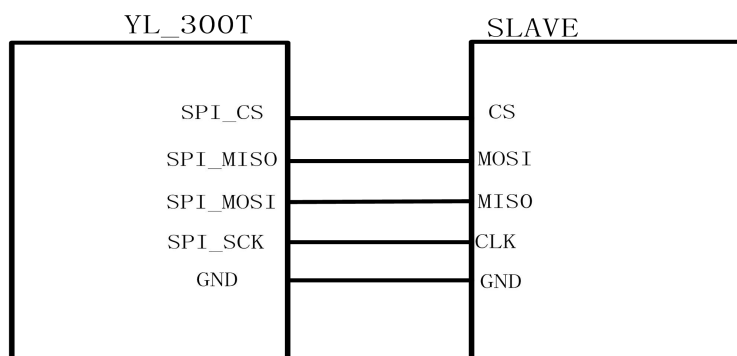 YL_300T SLAVE
SPI_CS CS
SPI_MISO MOSI
SPI_MOSI MISO
SPI_SCK CLK
GND GND